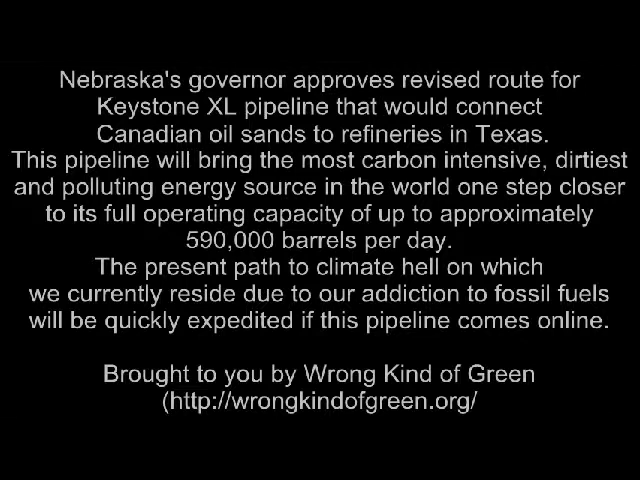 Nebraska's governor approves revised route for
Keystone XL pipeline that would connect
Canadian oil sands to refineries in Texas.
This pipeline will bring the most carbon intensive, dirtiest
and polluting energy source in the world one step closer
to its full operating capacity of up to approximately
590,000 barrels per day.
The present path to climate hell on which
we currently reside due to our addiction to fossil fuels
will be quickly expedited if this pipeline comes online.
Brought to you by Wrong Kind of Green
(http://wrongkindofgreen.org/